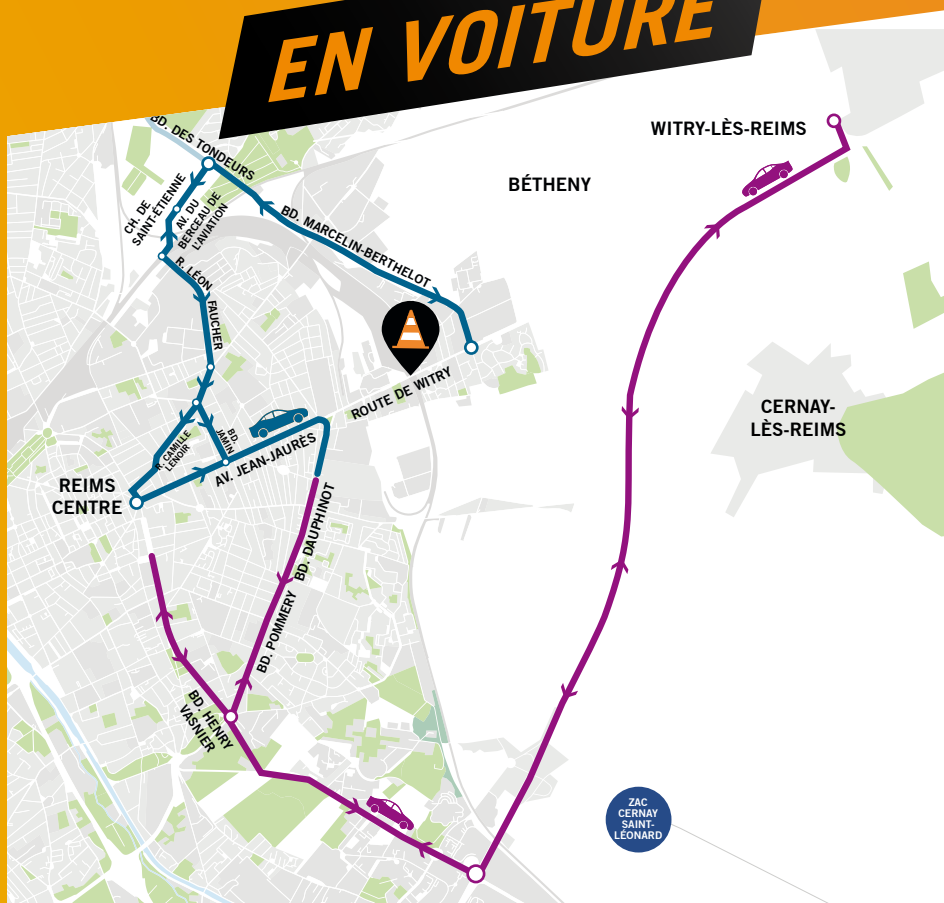 EN VOITURE
BD. DES TONDEURS
WITRY-LÈS-REIMS
BÉTHENY
CH. DE
SAINT-ÉTIENNE
AV. DU
BERCEAU DE
L'AVIATION
BD. MARCELIN-BERTHELOT
R. LÉON
FAUCHER
ROUTE DE WITRY
CERNAY-
LÈS-REIMS
R. CAMILLE
LENOIR
BD.
JAMIN
AV. JEAN-JAURÈS
REIMS
CENTRE
BD. DAUPHINOT
BD. POMMERY
BD. HENRY
VASNIER
ZAC
CERNAY
SAINT-
LÉONARD